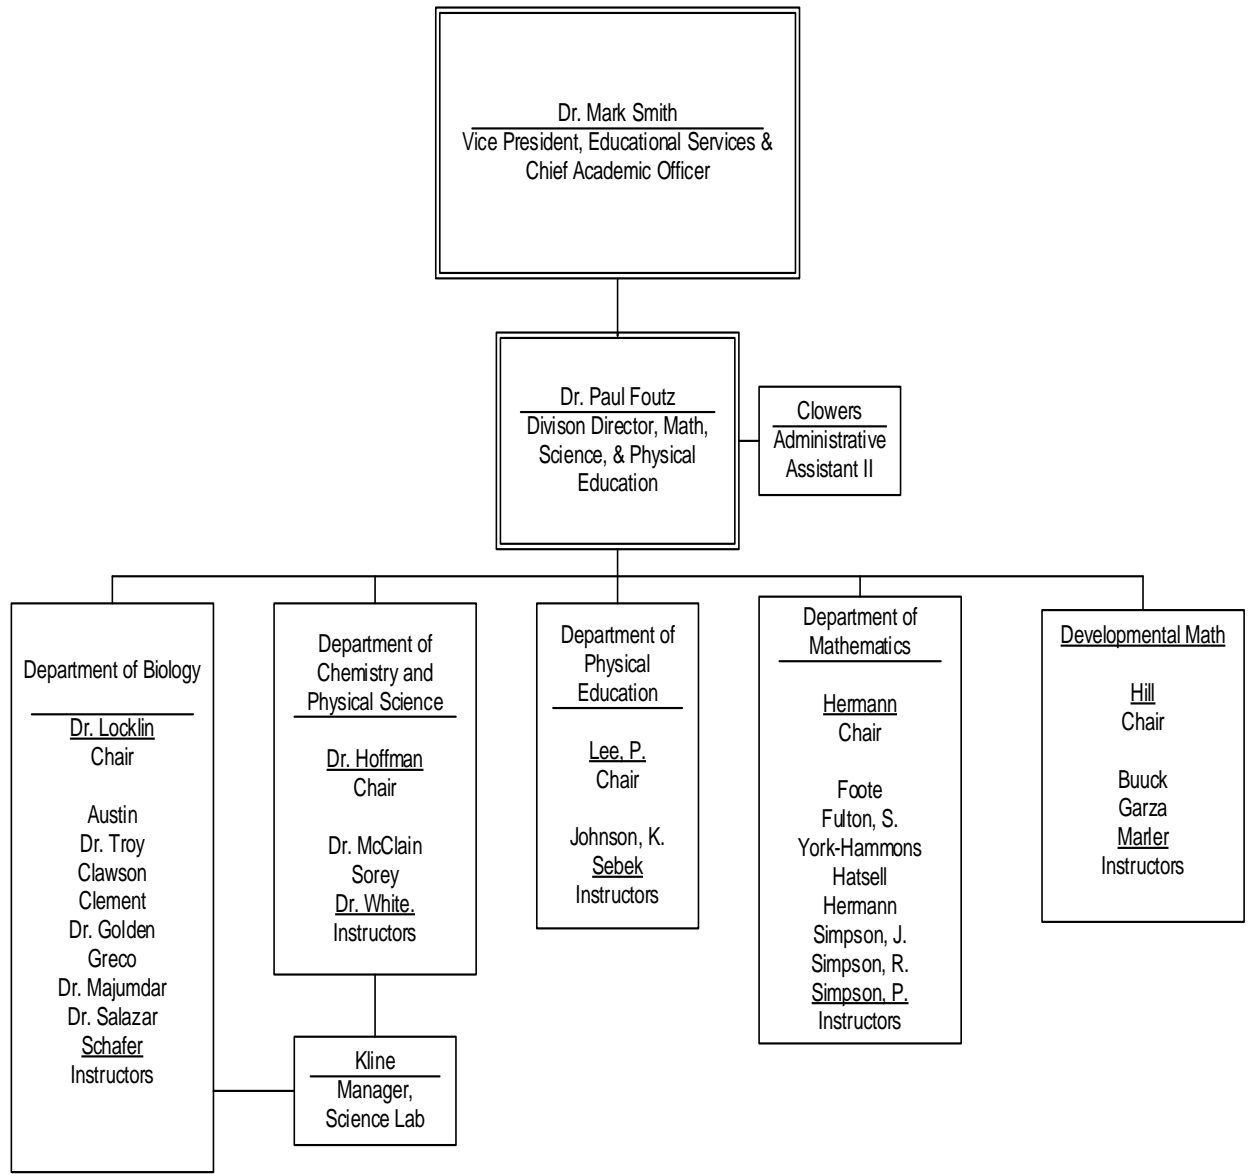 Dr. Mark Smith
Vice President, Educational Services &
Chief Academic Officer
Dr. Paul Foutz
Divison Director, Math,
Science, & Physical
Education
Clowers
Administrative
Assistant II
Department of Biology
Dr. Locklin
Chair
Austin
Dr. Troy
Clawson
Clement
Dr. Golden
Greco
Dr. Majumdar
Dr. Salazar
Schafer
Instructors
Department of
Chemistry and
Physical Science
Dr. Hoffman
Chair
Dr. McClain
Sorey
Dr. White.
Instructors
Kline
Manager,
Science Lab
Department of
Physical
Education
Lee, P.
Chair
Johnson, K.
Sebek
Instructors
Department of
Mathematics
Hermann
Chair
Foote
Fulton, S.
York-Hammons
Hatsell
Hermann
Simpson, J.
Simpson, R.
Simpson, P.
Instructors
Developmental Math
Hill
Chair
Buuck
Garza
Marler
Instructors